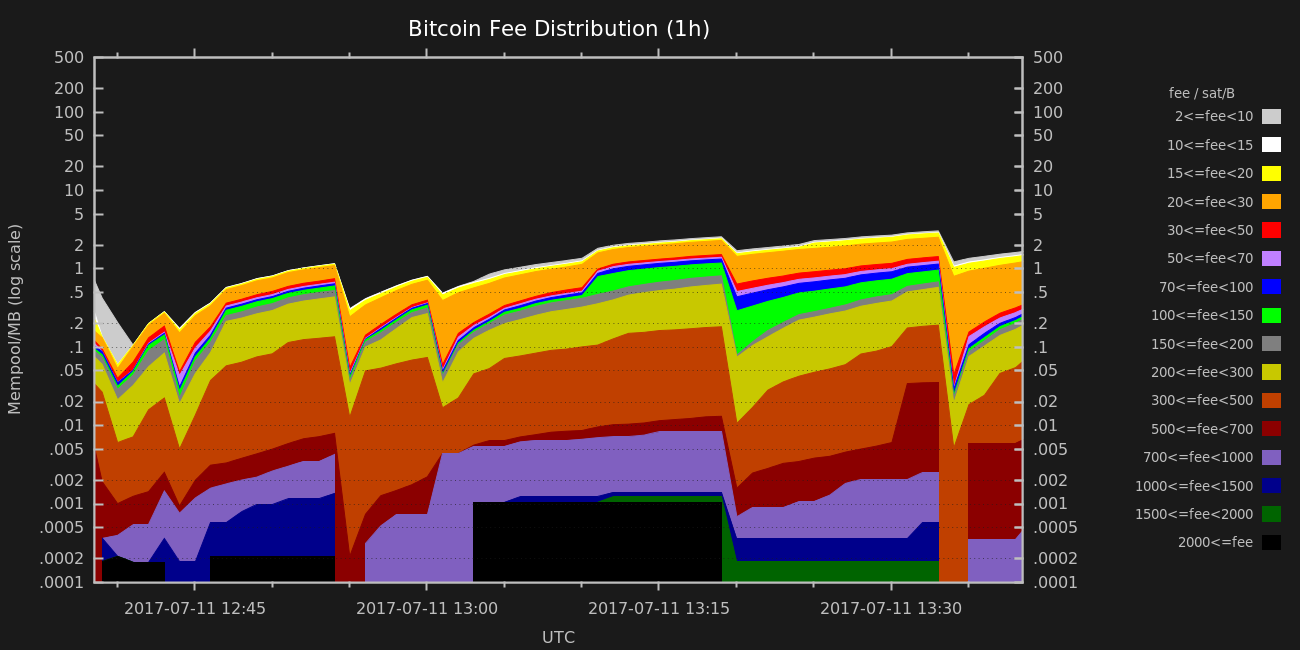 Bitcoin Fee Distribution (1h)
Mempool/MB (log scale)
500 500
200 200
100 100
50 50
20 20
10 10
5 5
2 2
1 1
.5 .5
.2 .2
.1 .1
.05 .05
.02 .02
.01 .01
.005 .005
.002 .002
.001 .001
.0005 .0005
.0002 .0002
.0001 .0001
2017-07-11 12:45 2017-07-11 13:00 2017-07-11 13:15 2017-07-11 13:30
UTC
fee / sat/B
2<=fee<10
10<=fee<15
15<=fee<20
20<=fee<30
30<=fee<50
50<=fee<70
70<=fee<100
100<=fee<150
150<=fee<200
200<=fee<300
300<=fee<500
500<=fee<700
700<=fee<1000
1000<=fee<1500
1500<=fee<2000
2000<=fee